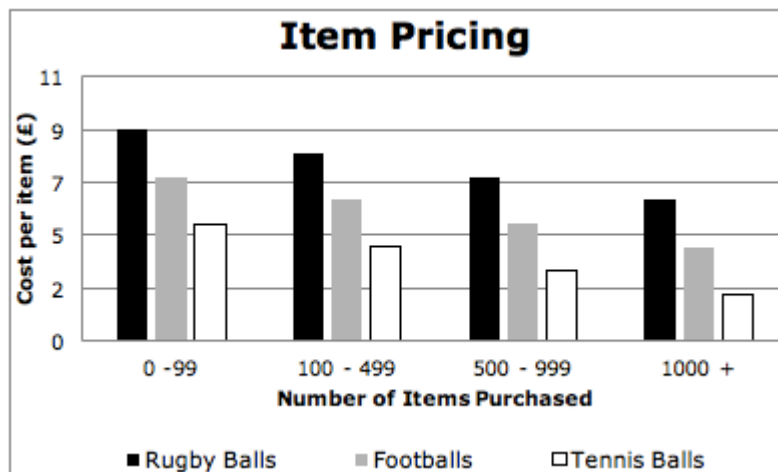 Item Pricing
Cost per item (£)
11
9
7
5
2
0
0 -99 100 - 499 500 - 999 1000 +
Number of Items Purchased
Rugby Balls Footballs Tennis Balls